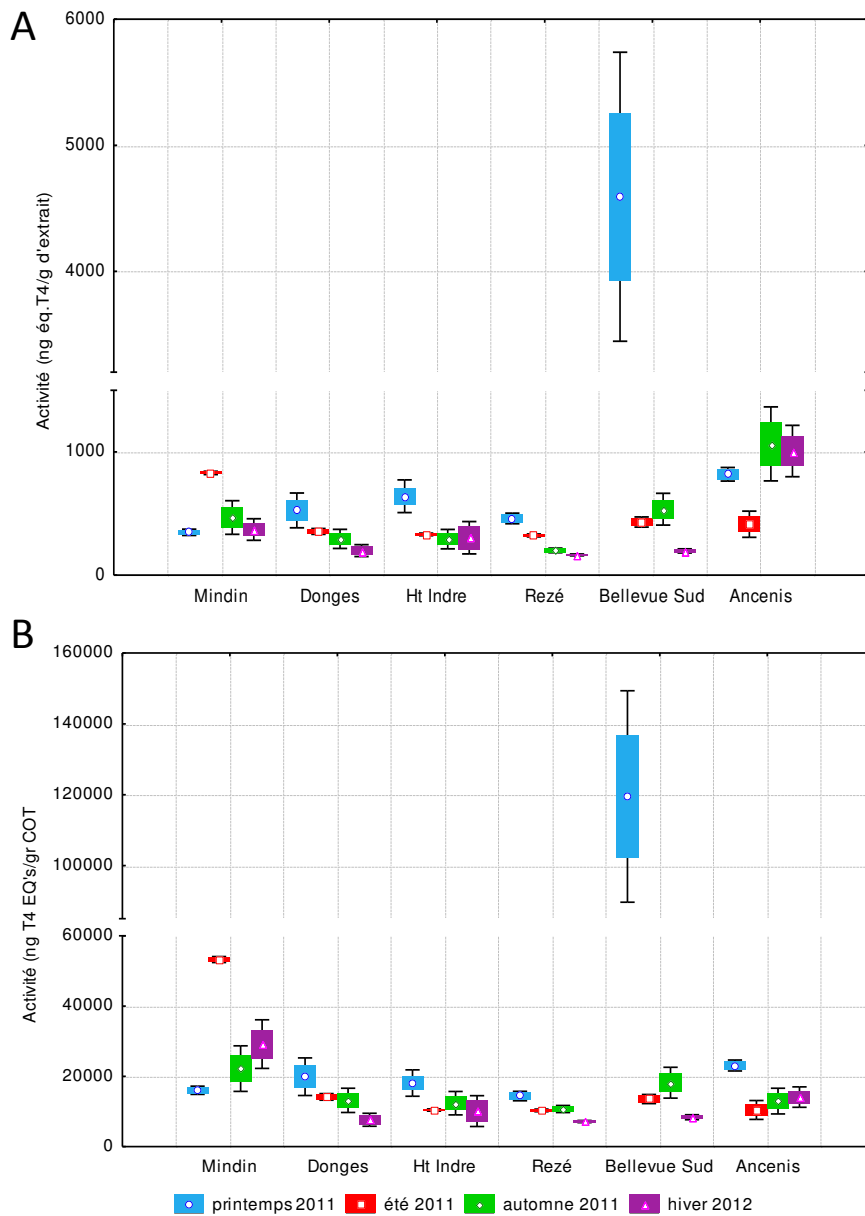 A
6000
5000
4000
1000
0
Activité (ng éq.T4/g d'extrait)
Mindin Donges Ht Indre Rezé Bellevue Sud Ancenis
B
160000
140000
120000
100000
60000
40000
20000
0
Activité (ng T4 EQ's/gr COT
Mindin Donges Ht Indre Rezé Bellevue Sud Ancenis
printemps 2011 été 2011 automne 2011 hiver 2012